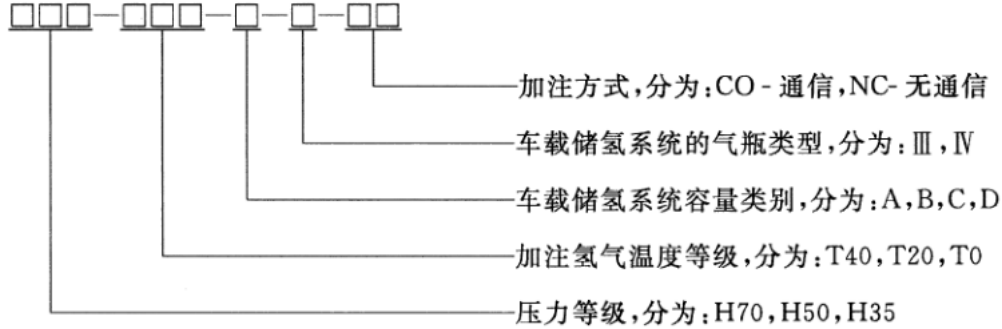 □□□-□□□-□-□-□□
加注方式,分为:CO-通信,NC-无通信
车载储氢系统的气瓶类型,分为:Ⅲ,Ⅳ
车载储氢系统容量类别,分为:A,B,C,D
加注氢气温度等级,分为:T40,T20,T0
压力等级,分为:H70,H50,H35